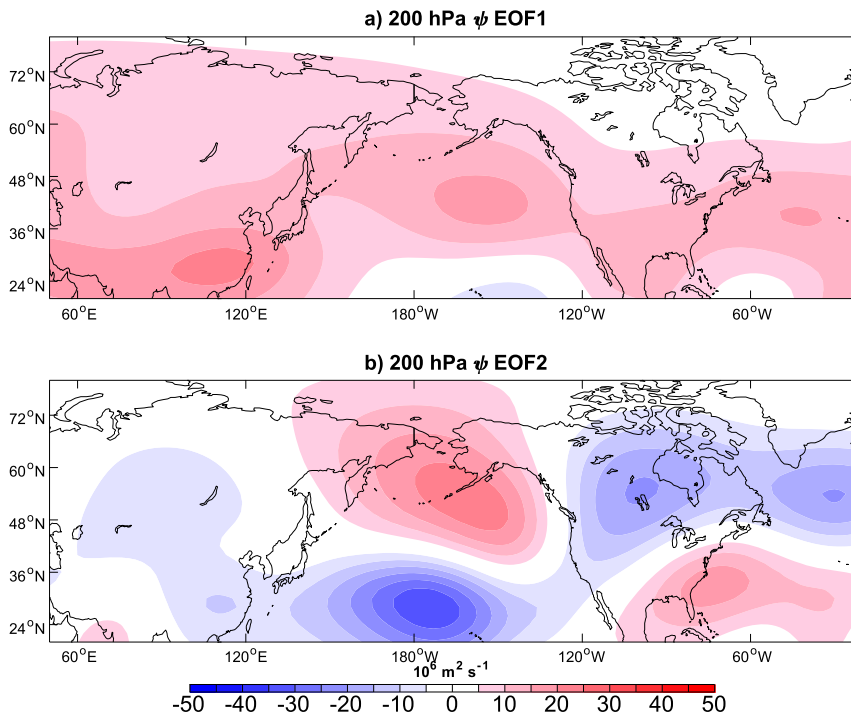 a) 200 hPa ψ EOF1
72°N
60°N
48°N
36°N
24°N
60°E 120°E 180°W 120°W 60°W
b) 200 hPa ψ EOF2
72°N
60°N
48°N
36°N
24°N
60°E 120°E 180°W 120°W 60°W
10⁶ m² s⁻¹
-50 -40 -30 -20 -10 0 10 20 30 40 50